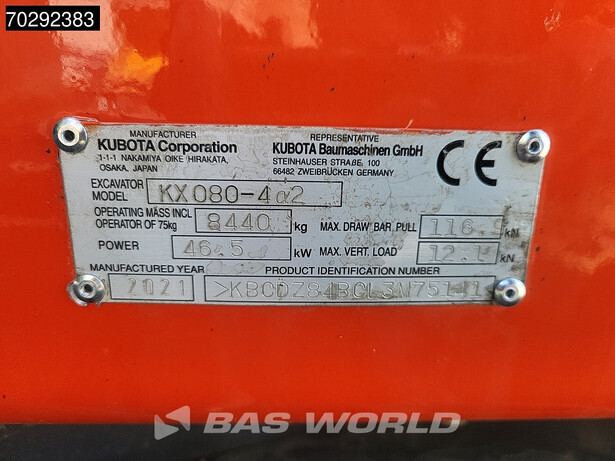 70292383
MANUFACTURER
KUBOTA Corporation
1-1-1 NAKAMIYA OIKE HIRAKATA,
OSAKA, JAPAN
REPRESENTATIVE
KUBOTA Baumaschinen GmbH
STEINHAUSER STRAßE, 100
66482 ZWEIBRÜCKEN GERMANY
CE
EXCAVATOR MODEL KX080-4α2
OPERATING MASS INCL OPERATOR OF 75kg 8440 kg
MAX. DRAW BAR PULL kN
POWER 46.5 kW
MAX. VERT. LOAD kN
MANUFACTURED YEAR
2021
PRODUCT IDENTIFICATION NUMBER
BAS WORLD